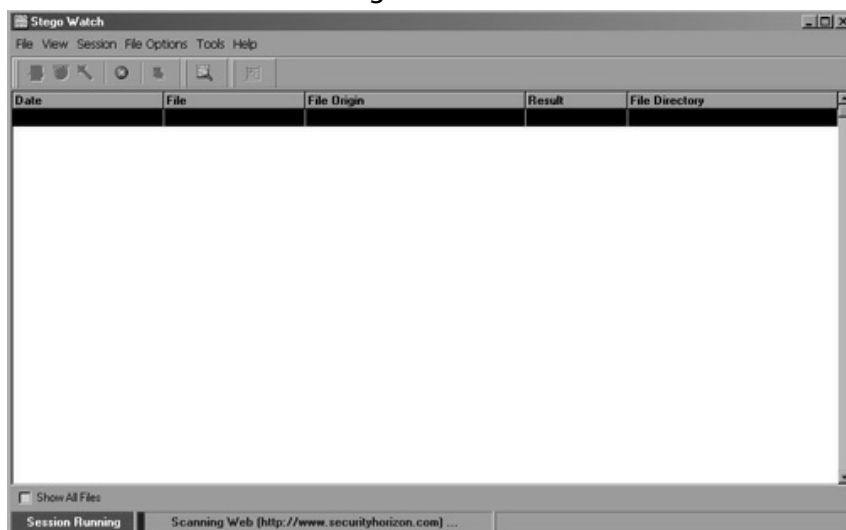 Stego Watch
File View Session File Options Tools Help
Date File File Origin Result File Directory
Show All Files
Session Running Scanning Web (http://www.securityhorizon.com) ...